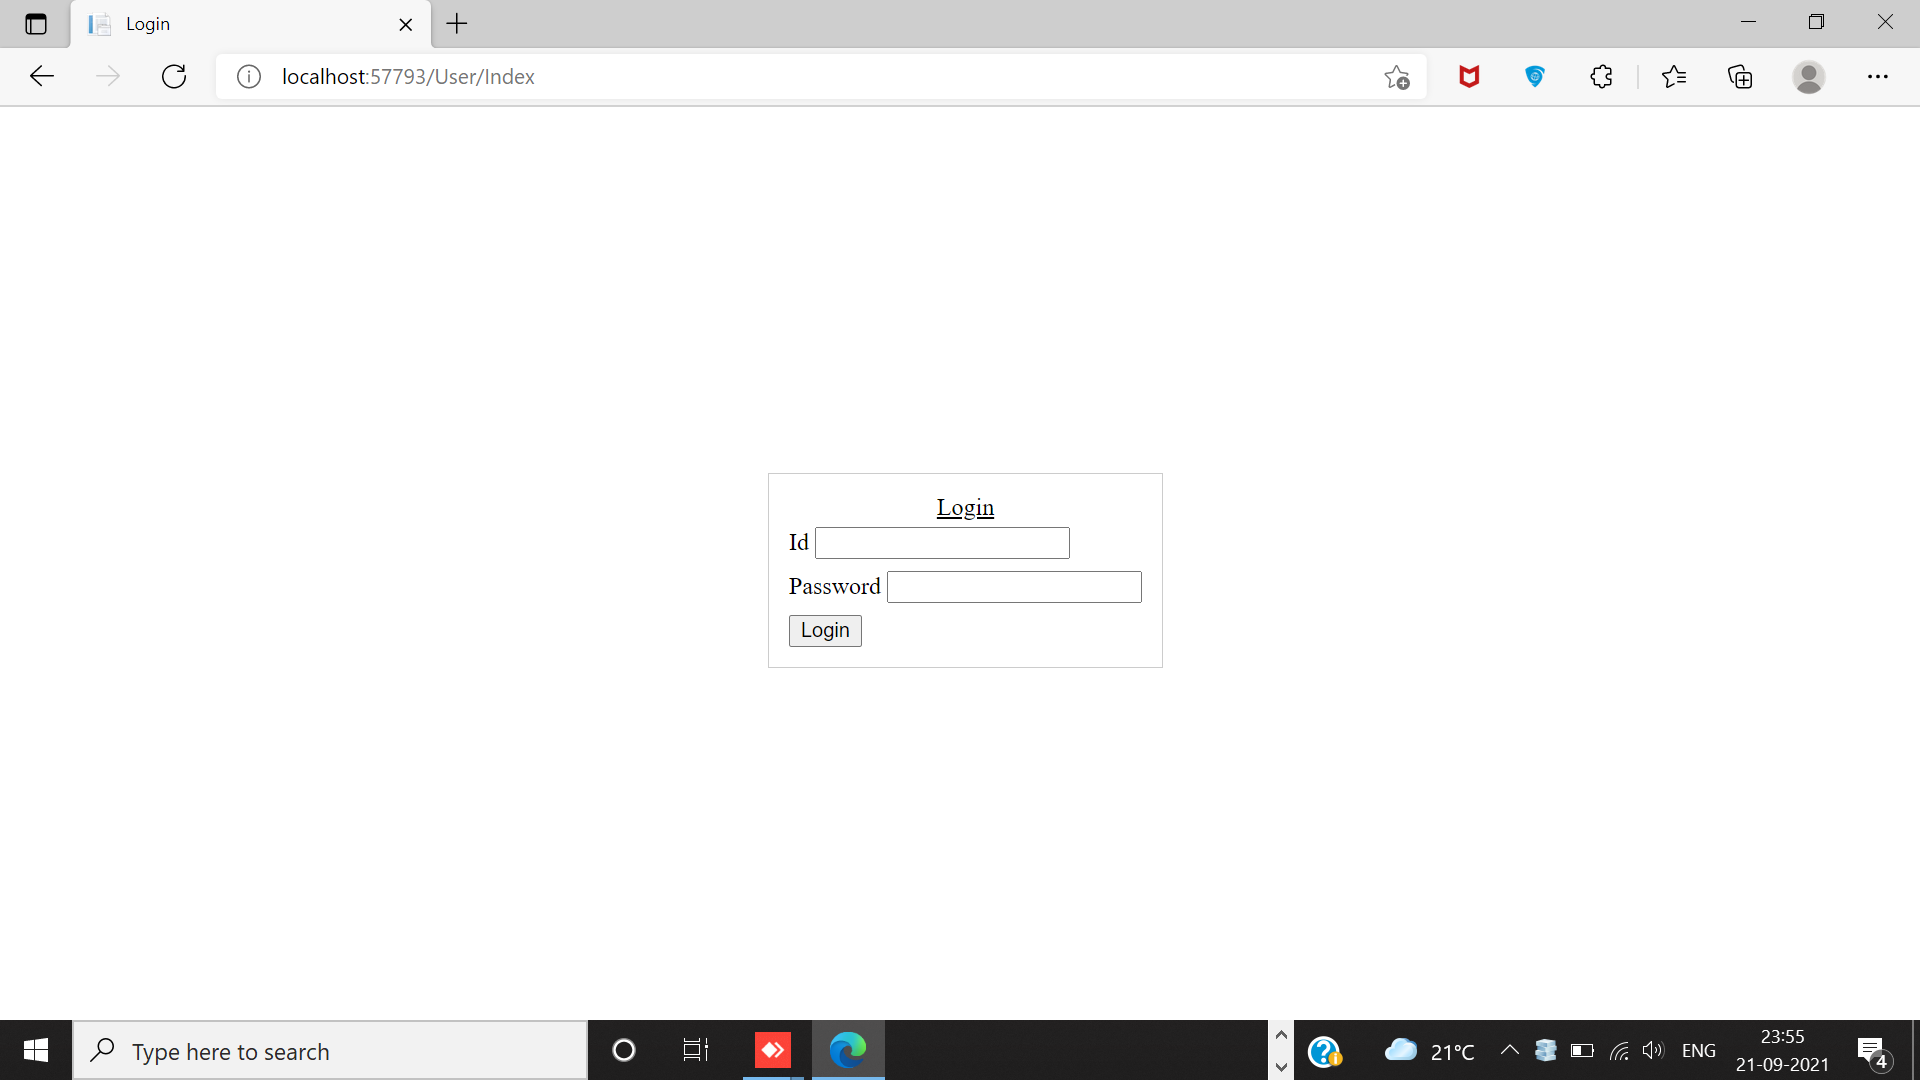 Login
localhost:57793/User/Index
Login
Id
Password
Login
Type here to search
21°C
ENG
23:55
21-09-2021
4